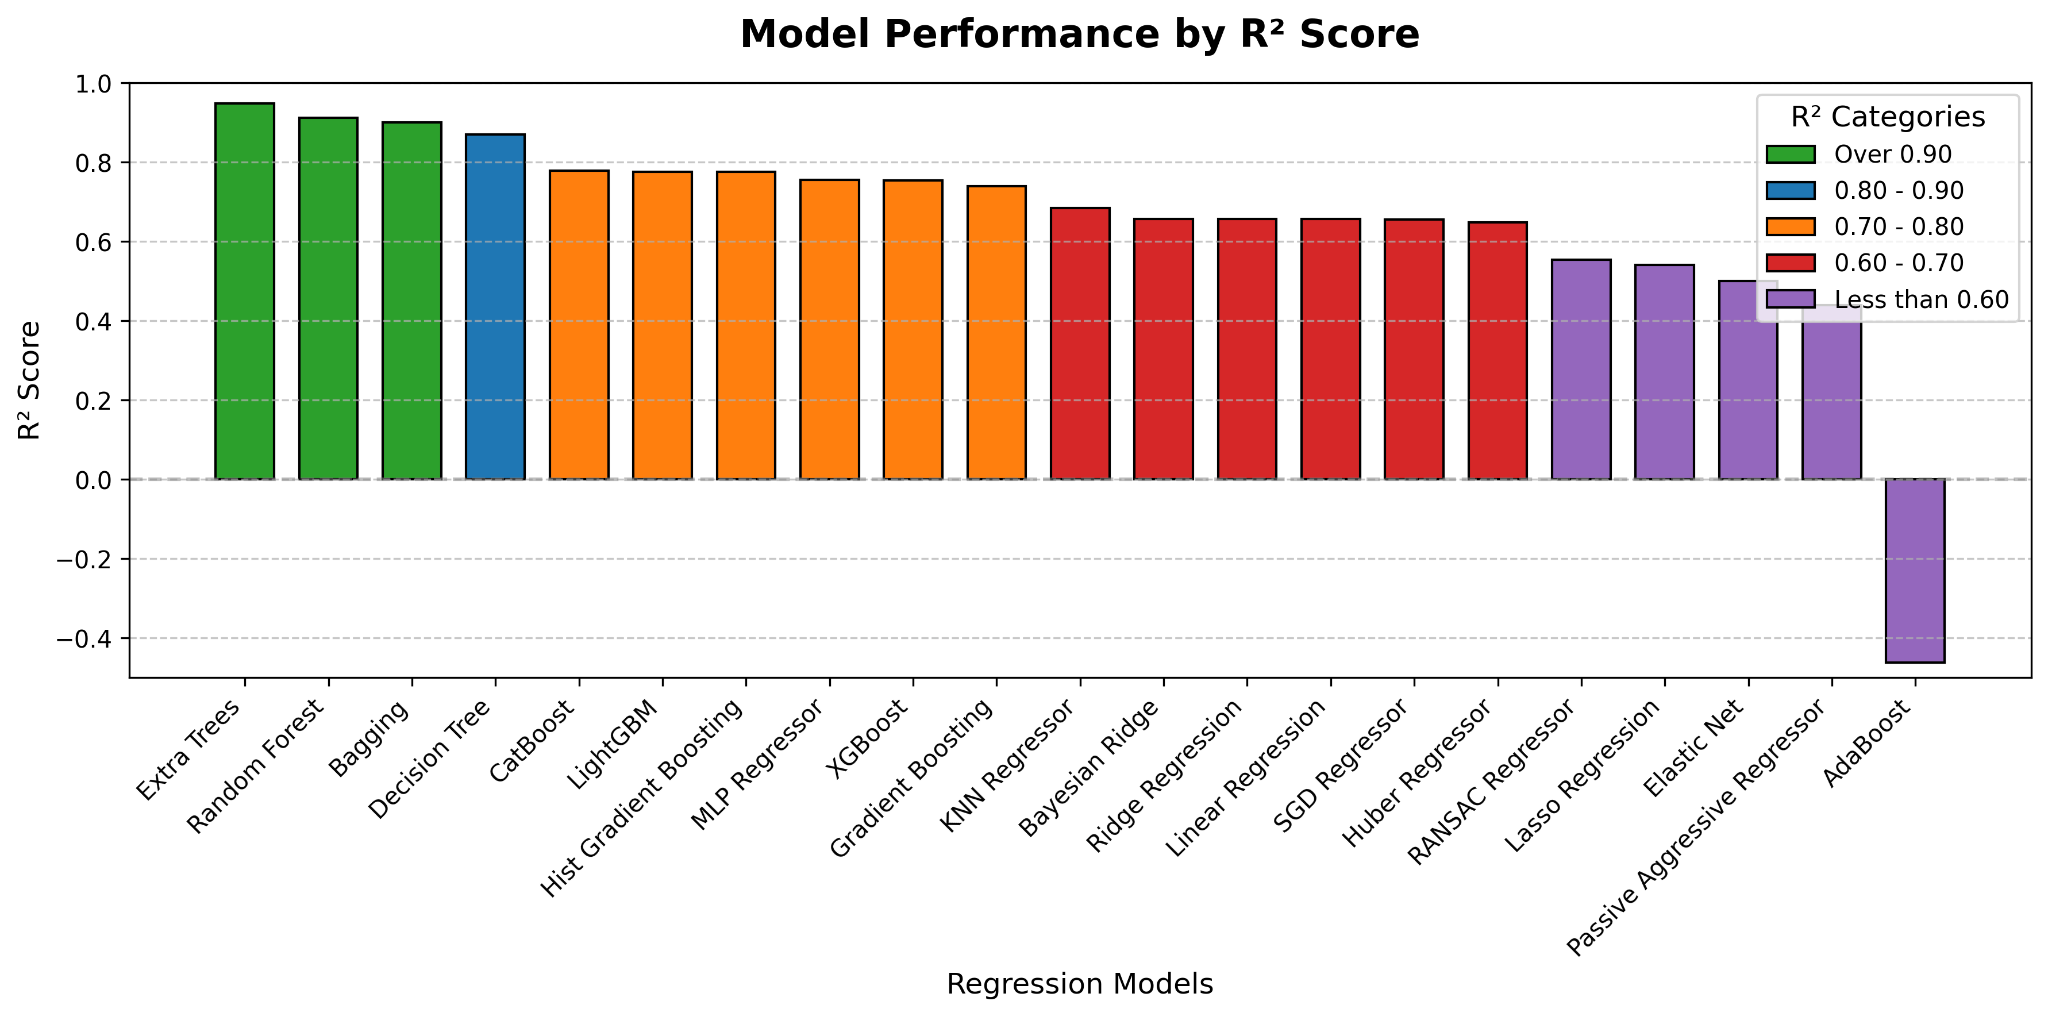 Model Performance by R² Score
1.0
0.8
0.6
0.4
0.2
0.0
−0.2
−0.4
R² Score
R² Categories
Over 0.90
0.80 - 0.90
0.70 - 0.80
0.60 - 0.70
Less than 0.60
Extra Trees
Random Forest
Bagging
Decision Tree
CatBoost
LightGBM
Hist Gradient Boosting
MLP Regressor
XGBoost
Gradient Boosting
KNN Regressor
Bayesian Ridge
Ridge Regression
Linear Regression
SGD Regressor
Huber Regressor
RANSAC Regressor
Lasso Regression
Elastic Net
Passive Aggressive Regressor
AdaBoost
Regression Models